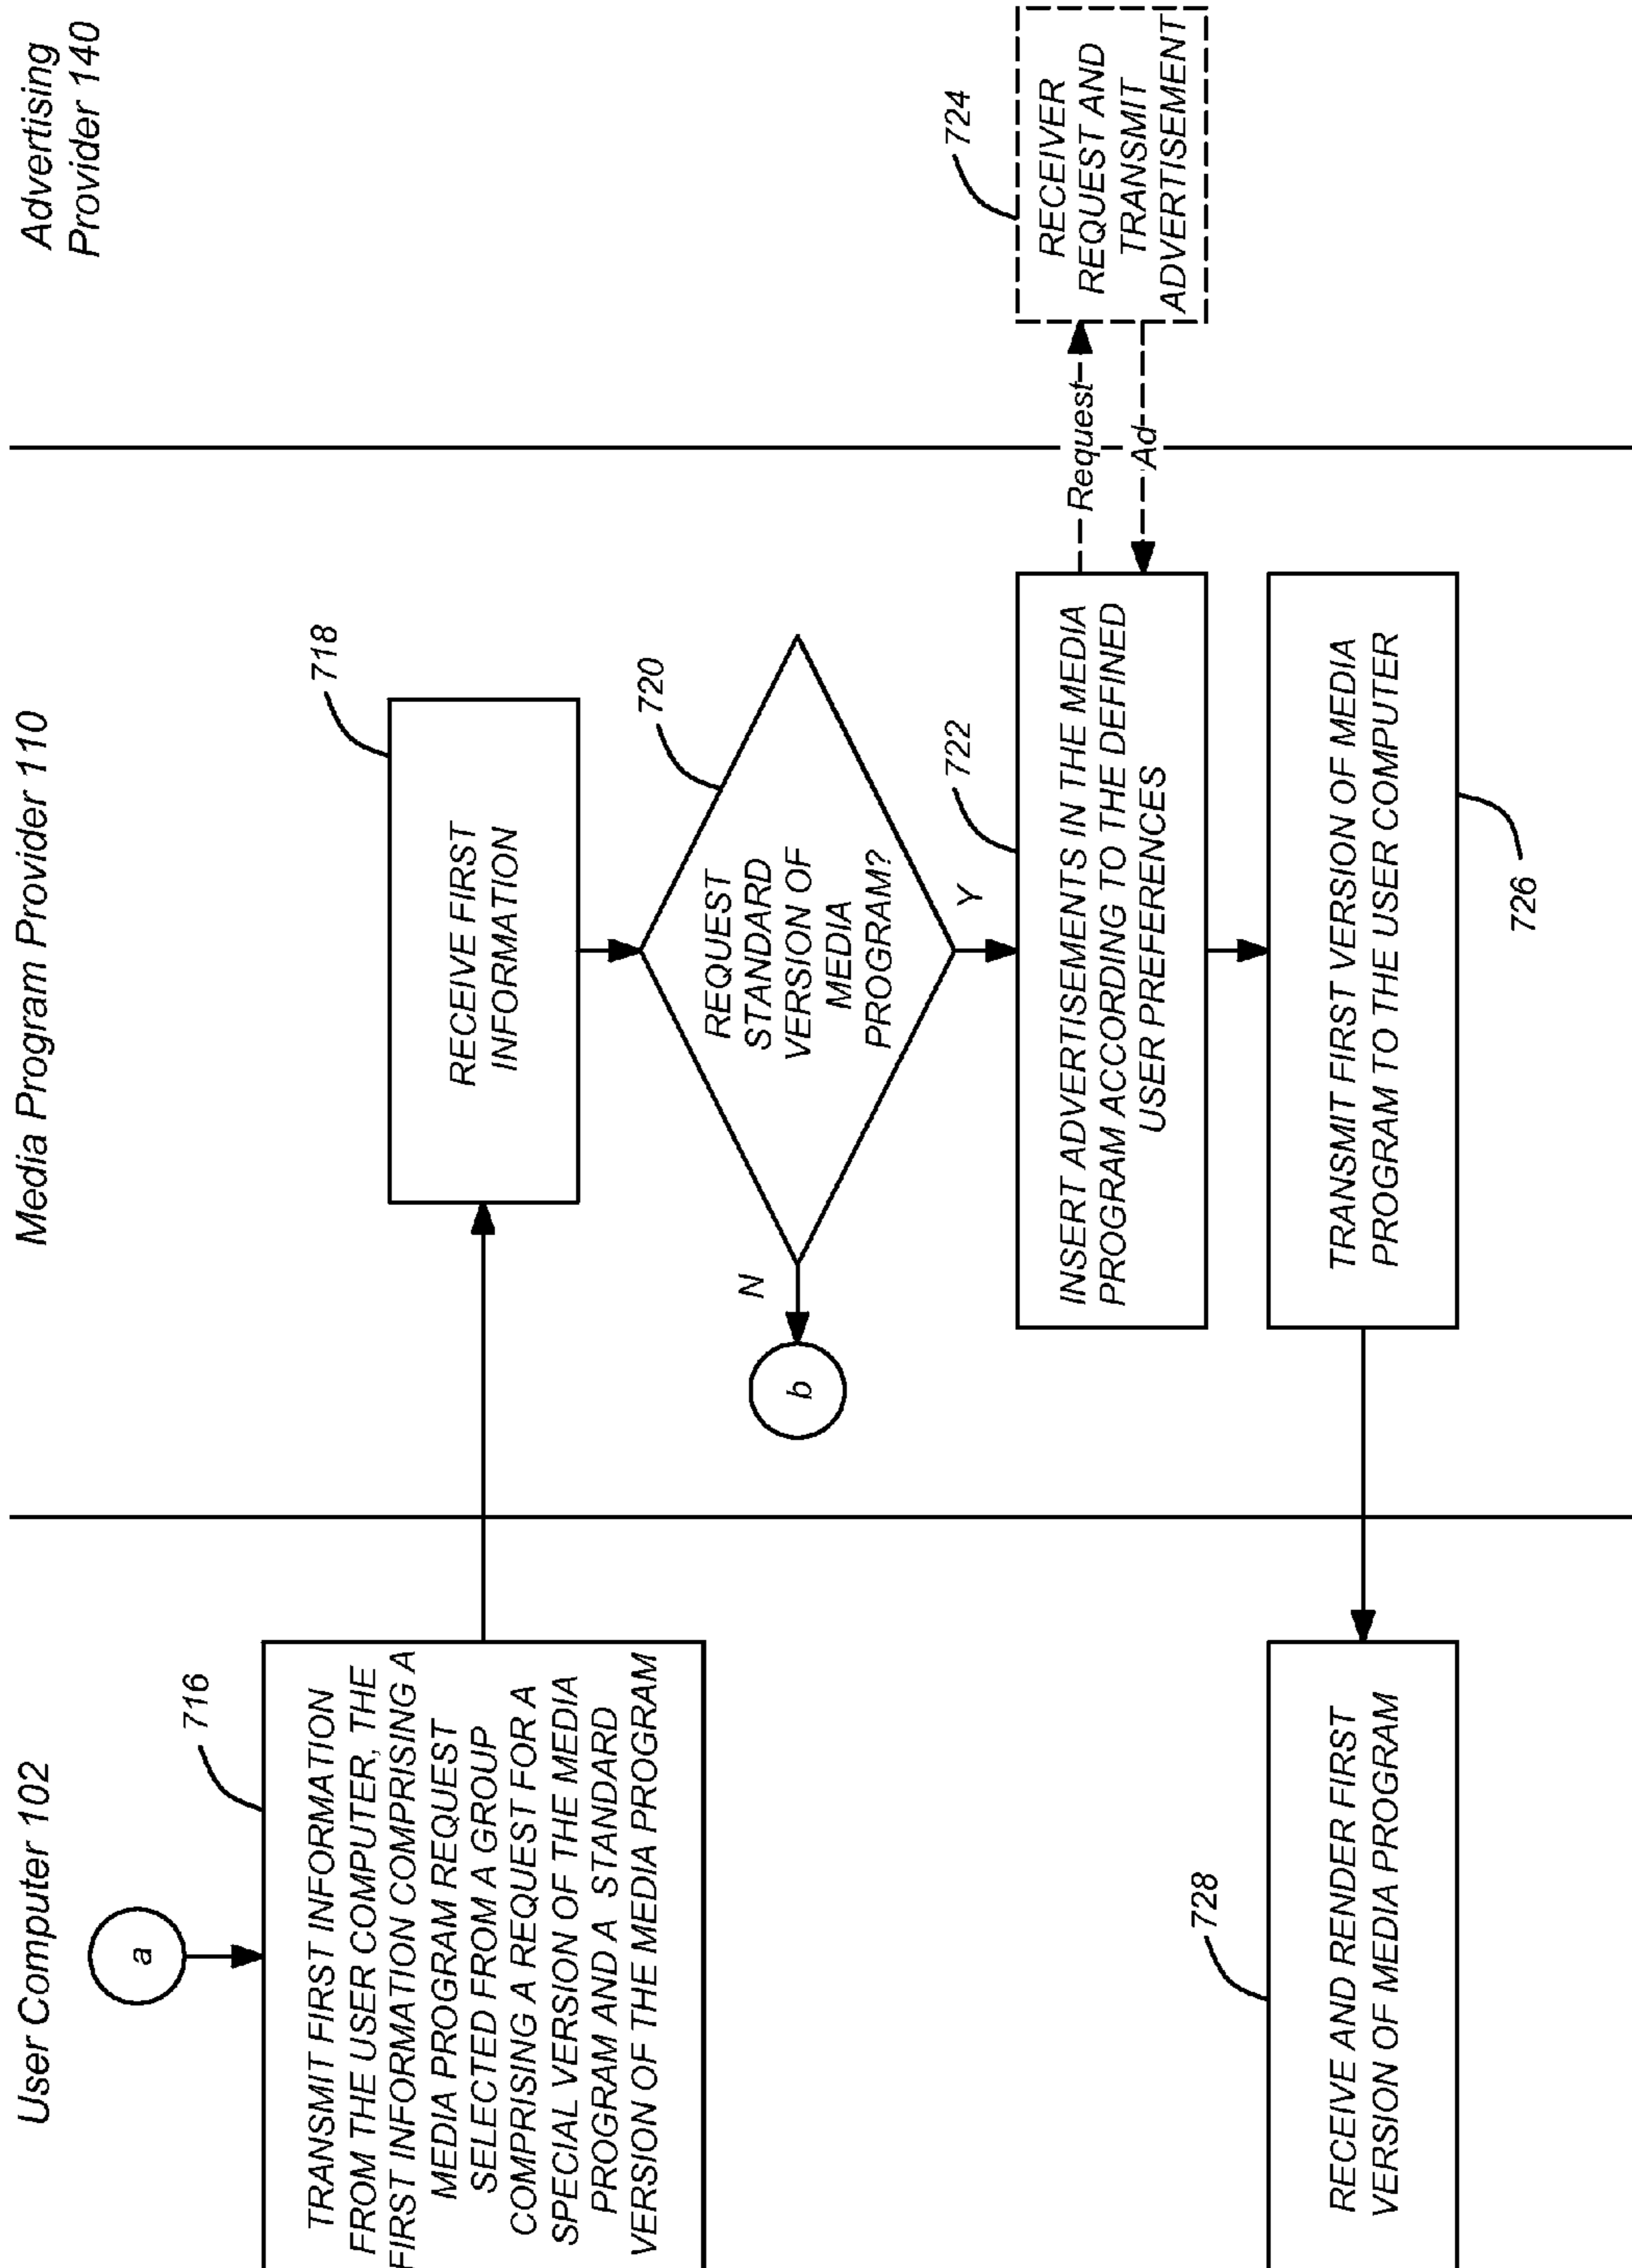 User Computer 102
Media Program Provider 110
Advertising
Provider 140
a
716
TRANSMIT FIRST INFORMATION
FROM THE USER COMPUTER, THE
FIRST INFORMATION COMPRISING A
MEDIA PROGRAM REQUEST
SELECTED FROM A GROUP
COMPRISING A REQUEST FOR A
SPECIAL VERSION OF THE MEDIA
PROGRAM AND A STANDARD
VERSION OF THE MEDIA PROGRAM
718
RECEIVE FIRST
INFORMATION
720
REQUEST
STANDARD
VERSION OF
MEDIA
PROGRAM?
N
b
Y
722
INSERT ADVERTISEMENTS IN THE MEDIA
PROGRAM ACCORDING TO THE DEFINED
USER PREFERENCES
Request
Ad
724
RECEIVER
REQUEST AND
TRANSMIT
ADVERTISEMENT
TRANSMIT FIRST VERSION OF MEDIA
PROGRAM TO THE USER COMPUTER
726
728
RECEIVE AND RENDER FIRST
VERSION OF MEDIA PROGRAM